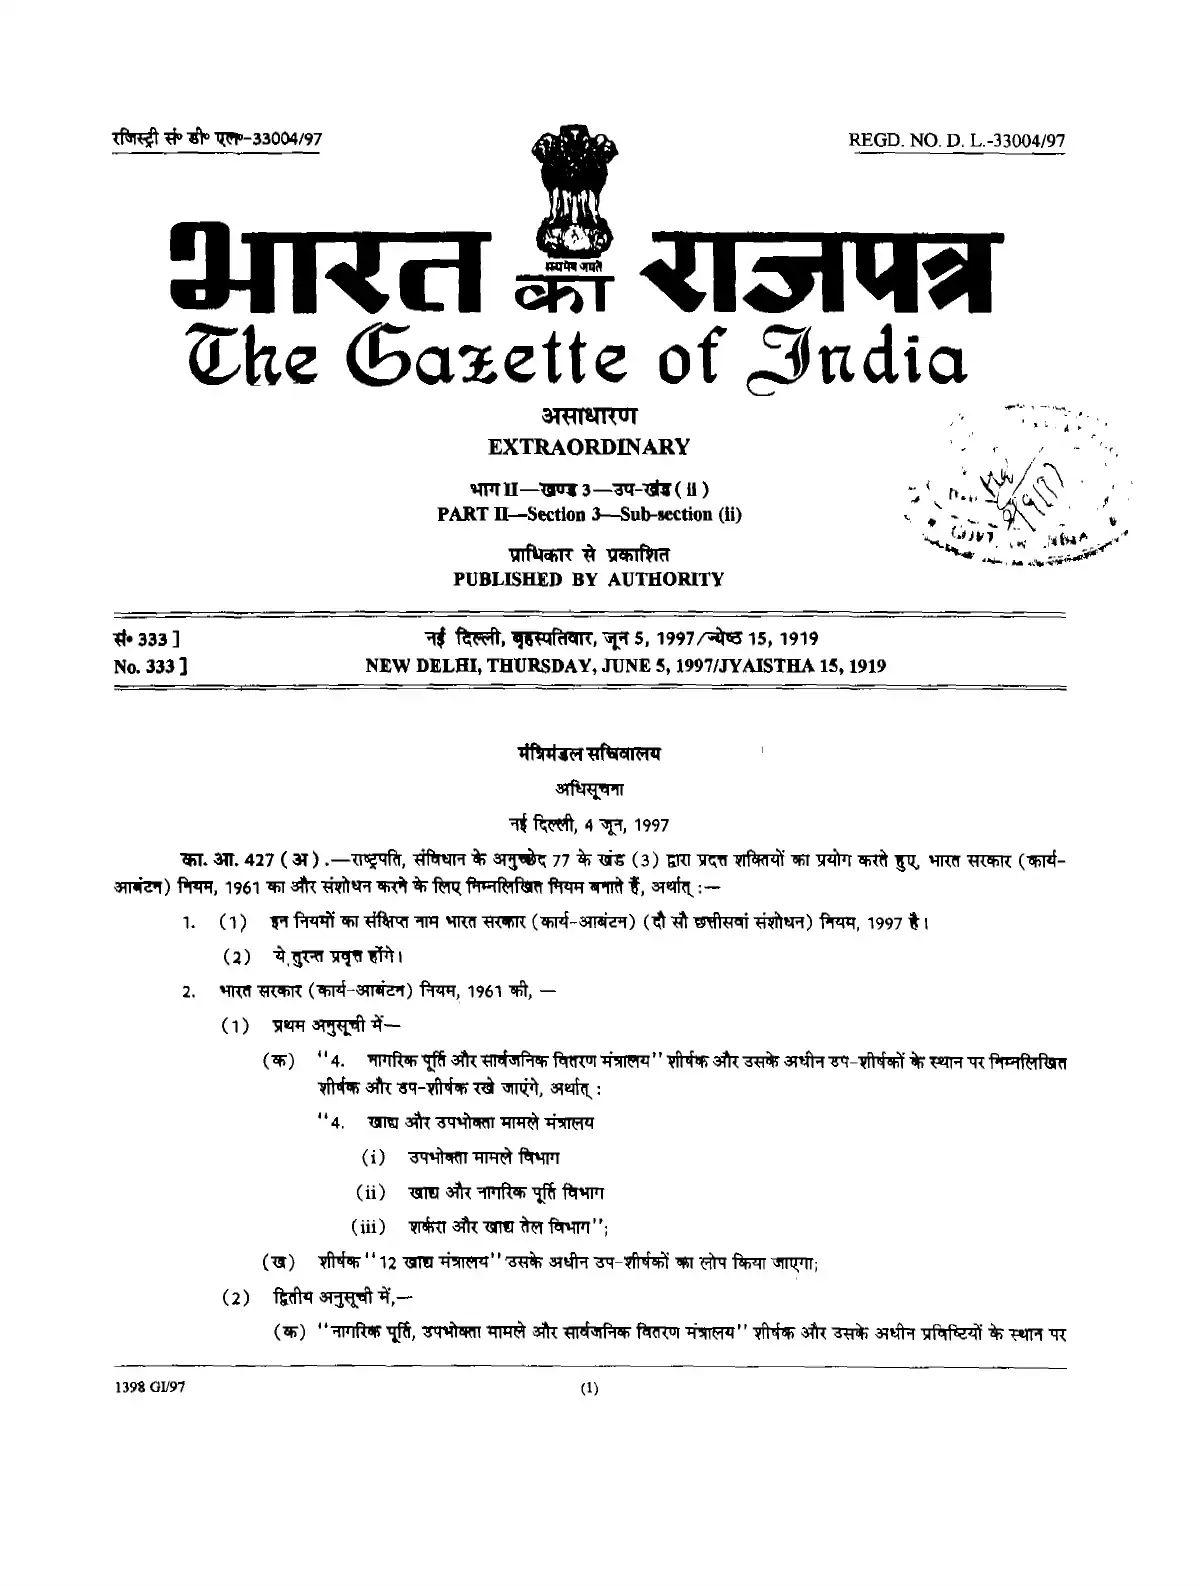 रजिस्ट्री सं० डी० एल०-33004/97
REGD. NO. D. L.-33004/97
सत्यमेव जयते
भारत का राजपत्र
The Gazette of India
असाधारण
EXTRAORDINARY
भाग II—खण्ड 3—उप-खंड ( ii )
PART II—Section 3—Sub-section (ii)
प्राधिकार से प्रकाशित
PUBLISHED BY AUTHORITY
GOVT. OF INDIA
सं० 333 ]
नई दिल्ली, बृहस्पतिवार, जून 5, 1997/ज्येष्ठ 15, 1919
No. 333 ]
NEW DELHI, THURSDAY, JUNE 5, 1997/JYAISTHA 15, 1919
मंत्रिमंडल सचिवालय
अधिसूचना
नई दिल्ली, 4 जून, 1997
का. आ. 427 ( अ ) .—राष्ट्रपति, संविधान के अनुच्छेद 77 के खंड (3) द्वारा प्रदत्त शक्तियों का प्रयोग करते हुए, भारत सरकार (कार्य-
आबंटन) नियम, 1961 का और संशोधन करने के लिए निम्नलिखित नियम बनाते हैं, अर्थात् :—
1. (1) इन नियमों का संक्षिप्त नाम भारत सरकार (कार्य-आबंटन) (दौ सौ छत्तीसवां संशोधन) नियम, 1997 है।
(2) ये तुरन्त प्रवृत्त होंगे।
2. भारत सरकार (कार्य-आबंटन) नियम, 1961 की, —
(1) प्रथम अनुसूची में—
(क) "4. नागरिक पूर्ति और सार्वजनिक वितरण मंत्रालय" शीर्षक और उसके अधीन उप-शीर्षकों के स्थान पर निम्नलिखित
शीर्षक और उप-शीर्षक रखे जाएंगे, अर्थात् :
"4. खाद्य और उपभोक्ता मामले मंत्रालय
(i) उपभोक्ता मामले विभाग
(ii) खाद्य और नागरिक पूर्ति विभाग
(iii) शर्करा और खाद्य तेल विभाग";
(ख) शीर्षक "12 खाद्य मंत्रालय" उसके अधीन उप-शीर्षकों का लोप किया जाएगा;
(2) द्वितीय अनुसूची में,—
(क) "नागरिक पूर्ति, उपभोक्ता मामले और सार्वजनिक वितरण मंत्रालय" शीर्षक और उसके अधीन प्रविष्टियों के स्थान पर
1398 GI/97
(1)